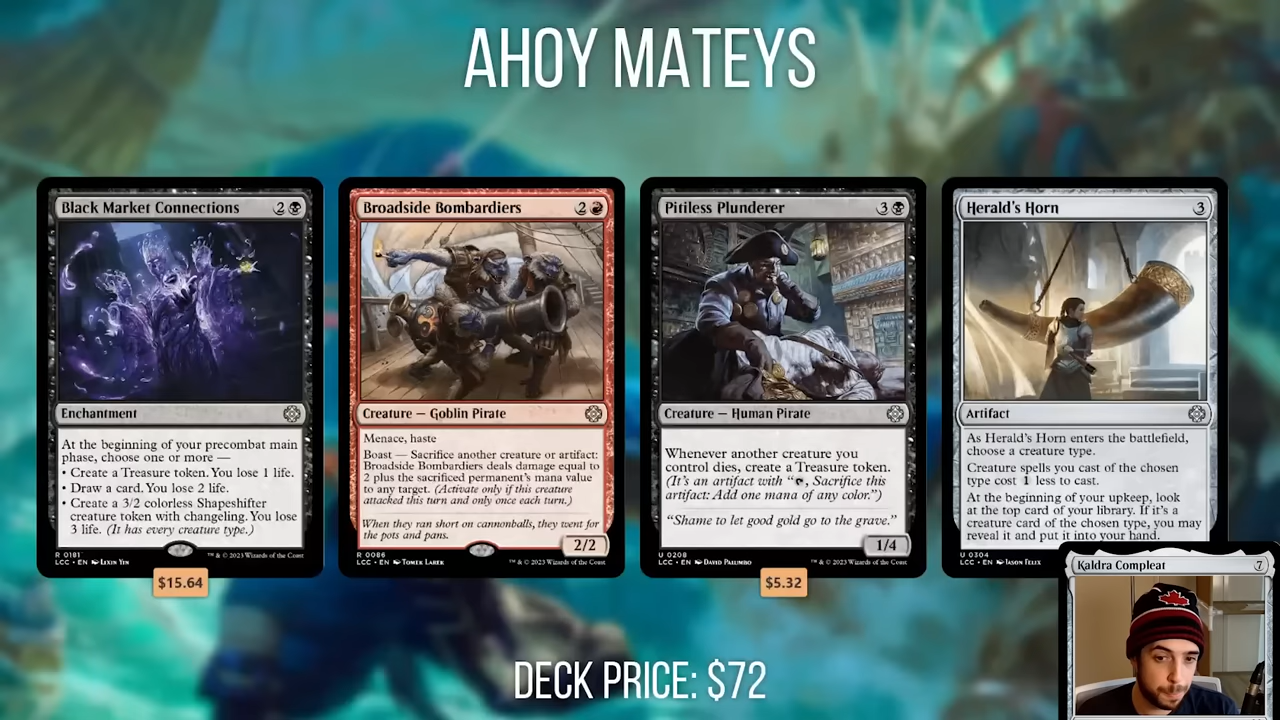 AHOY MATEYS
Black Market Connections 2
Enchantment
At the beginning of your precombat main
phase, choose one or more —
• Create a Treasure token. You lose 1 life.
• Draw a card. You lose 2 life.
• Create a 3/2 colorless Shapeshifter
creature token with changeling. You lose
3 life. (It has every creature type.)
R 0181
LCC • EN LIXIN YIN
™ & © 2023 Wizards of the Coast
$15.64
Broadside Bombardiers 2
Creature — Goblin Pirate
Menace, haste
Boast — Sacrifice another creature or artifact:
Broadside Bombardiers deals damage equal to
2 plus the sacrificed permanent's mana value
to any target. (Activate only if this creature
attacked this turn and only once each turn.)
When they ran short on cannonballs, they went for
the pots and pans.
2/2
R 0086
LCC • EN TOMEK LAREK
™ & © 2023 Wizards of the Coast
Pitiless Plunderer 3
Creature — Human Pirate
Whenever another creature you
control dies, create a Treasure token.
(It's an artifact with “, Sacrifice this
artifact: Add one mana of any color.”)
“Shame to let good gold go to the grave.”
1/4
U 0208
LCC • EN DAVID PALUMBO
™ & © 2023 Wizards of the Coast
$5.32
Herald's Horn 3
Artifact
As Herald's Horn enters the battlefield,
choose a creature type.
Creature spells you cast of the chosen
type cost 1 less to cast.
At the beginning of your upkeep, look
at the top card of your library. If it's a
creature card of the chosen type, you may
reveal it and put it into your hand.
U 0304
LCC • EN JASON FELIX
Kaldra Compleat 7
DECK PRICE: $72